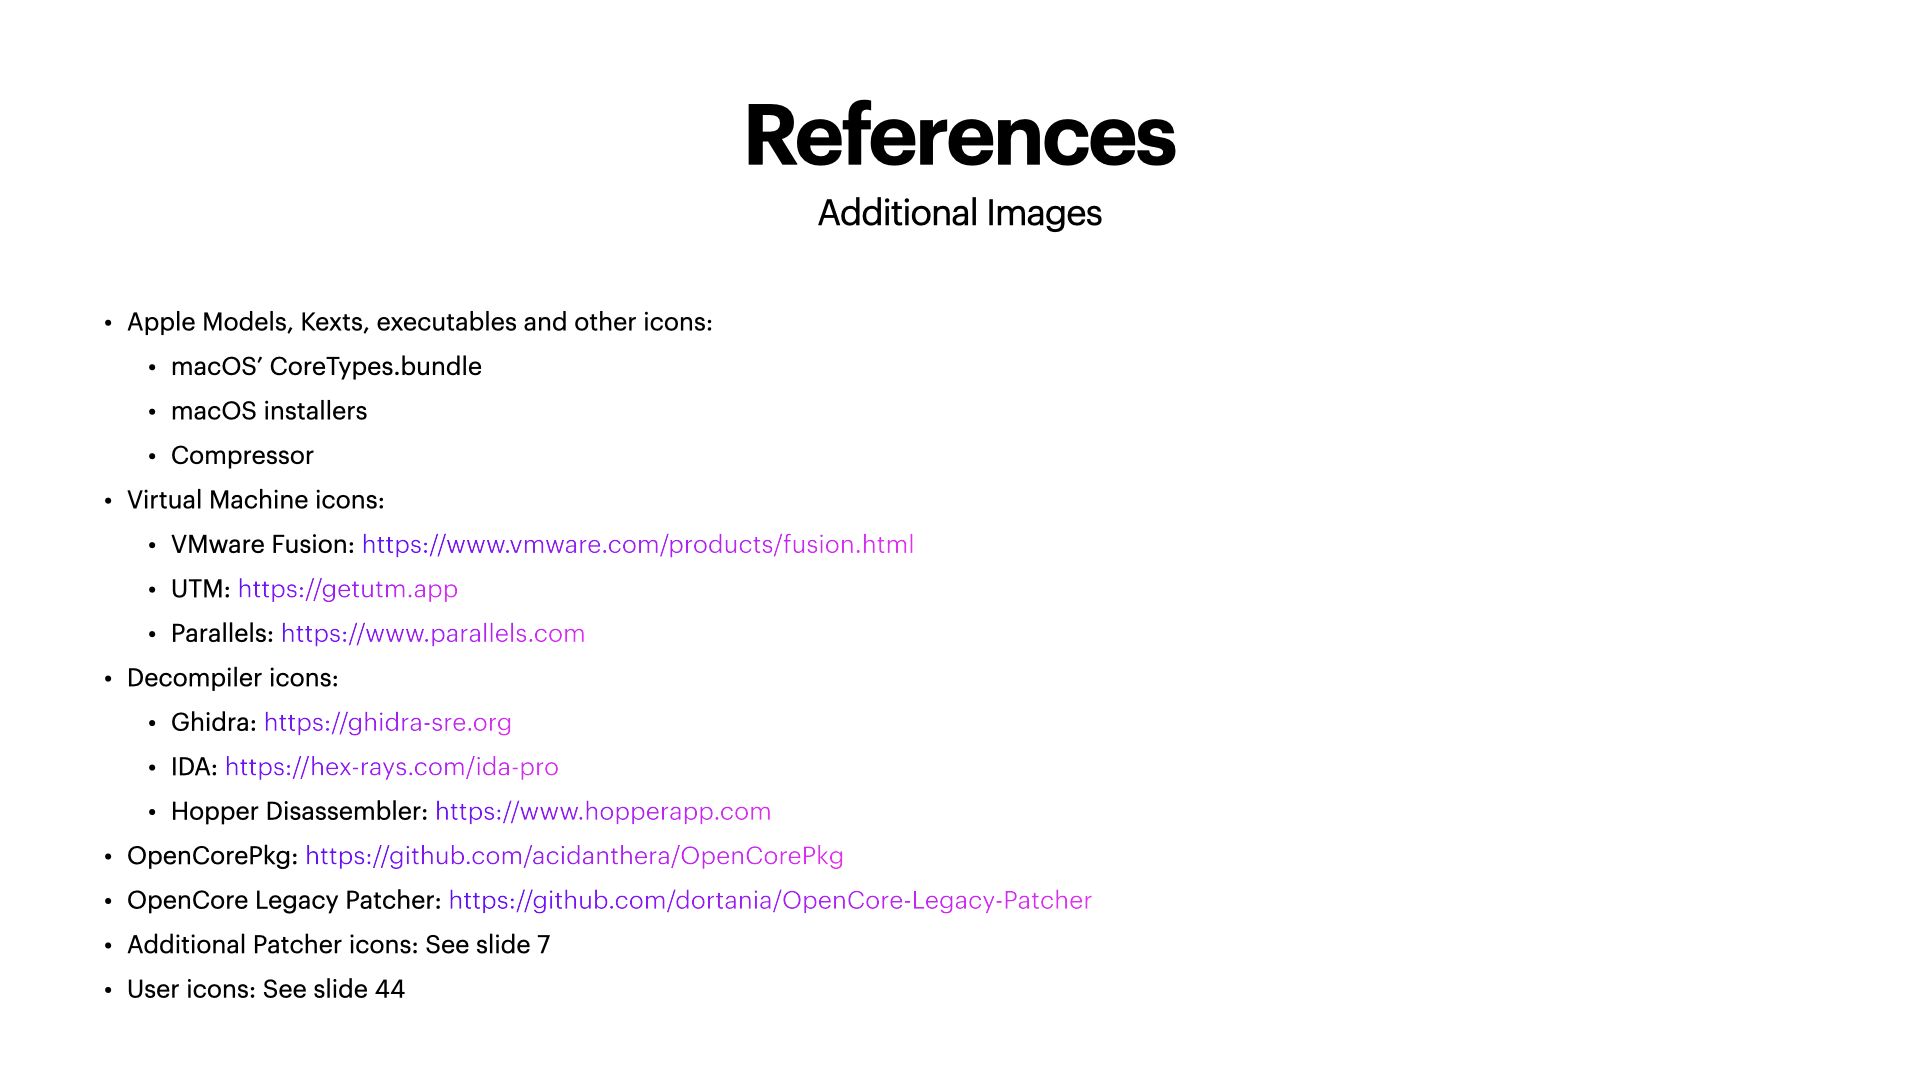 References
Additional Images
• Apple Models, Kexts, executables and other icons:
• macOS’ CoreTypes.bundle
• macOS installers
• Compressor
• Virtual Machine icons:
• VMware Fusion: https://www.vmware.com/products/fusion.html
• UTM: https://getutm.app
• Parallels: https://www.parallels.com
• Decompiler icons:
• Ghidra: https://ghidra-sre.org
• IDA: https://hex-rays.com/ida-pro
• Hopper Disassembler: https://www.hopperapp.com
• OpenCorePkg: https://github.com/acidanthera/OpenCorePkg
• OpenCore Legacy Patcher: https://github.com/dortania/OpenCore-Legacy-Patcher
• Additional Patcher icons: See slide 7
• User icons: See slide 44